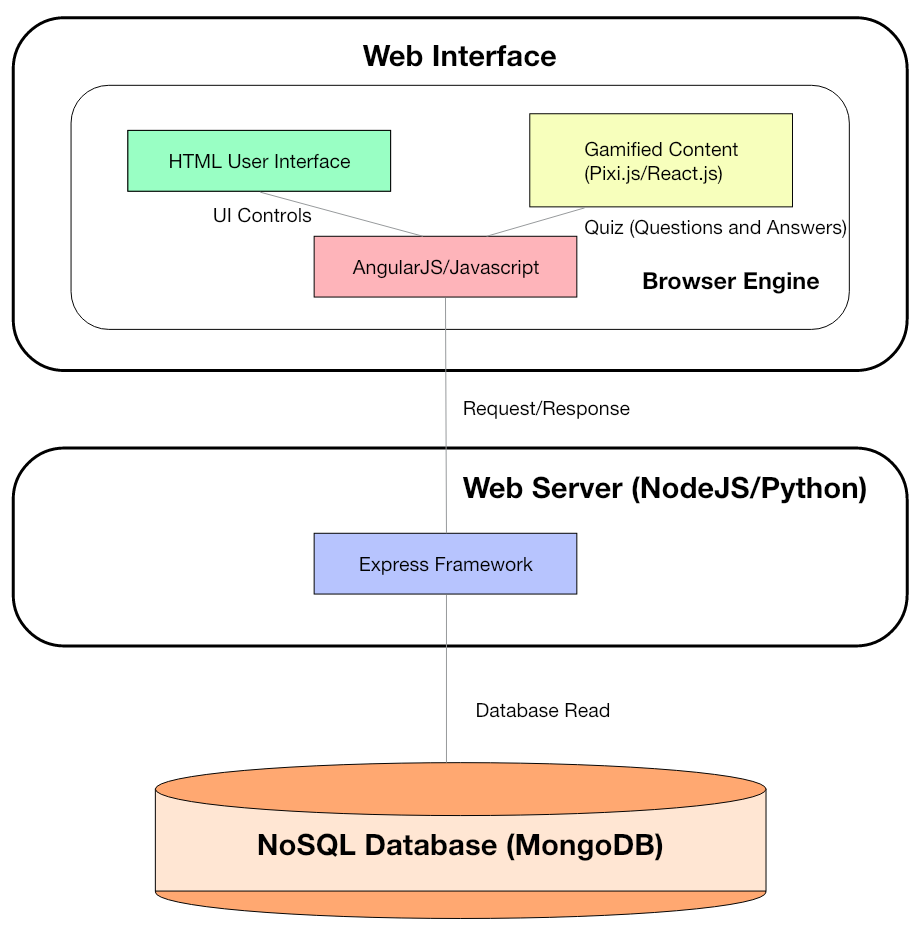 Web Interface
HTML User Interface
Gamified Content
(Pixi.js/React.js)
UI Controls
Quiz (Questions and Answers)
AngularJS/Javascript
Browser Engine
Request/Response
Web Server (NodeJS/Python)
Express Framework
Database Read
NoSQL Database (MongoDB)